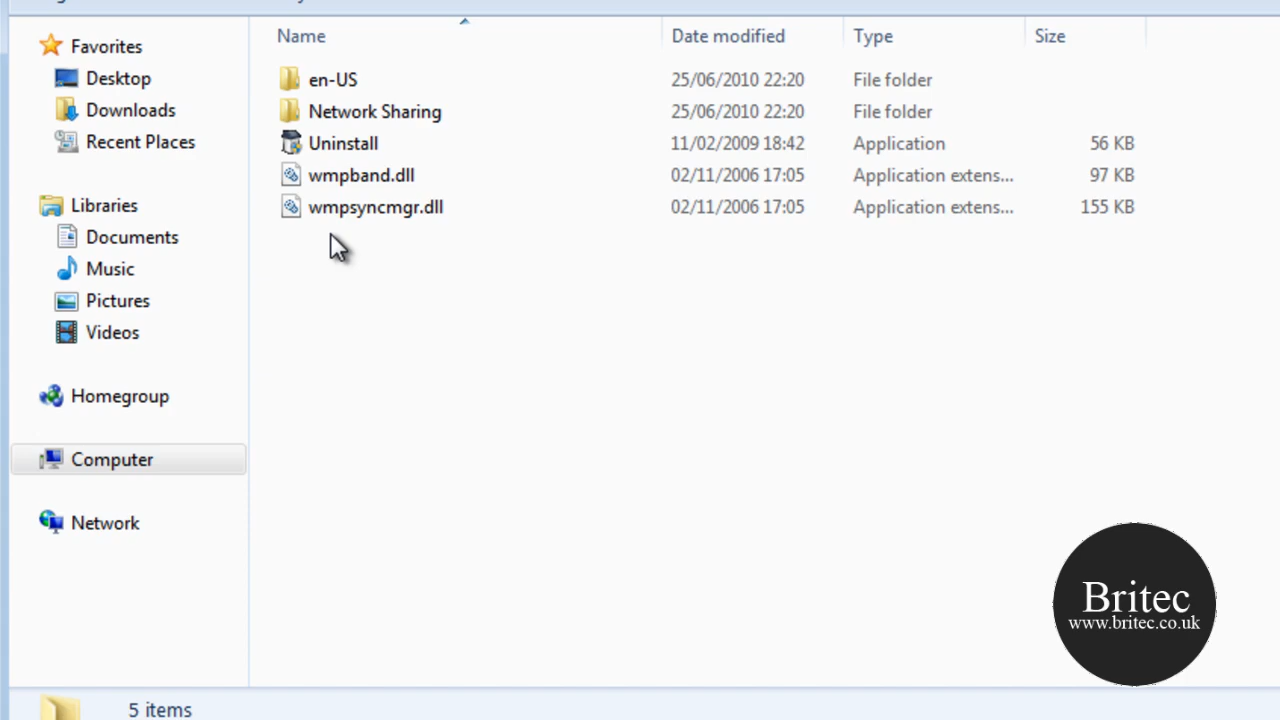 Name Date modified Type Size
Favorites
Desktop
Downloads
Recent Places
Libraries
Documents
Music
Pictures
Videos
Homegroup
Computer
Network
en-US 25/06/2010 22:20 File folder
Network Sharing 25/06/2010 22:20 File folder
Uninstall 11/02/2009 18:42 Application 56 KB
wmpband.dll 02/11/2006 17:05 Application extens... 97 KB
wmpsyncmgr.dll 02/11/2006 17:05 Application extens... 155 KB
Britec
www.britec.co.uk
5 items